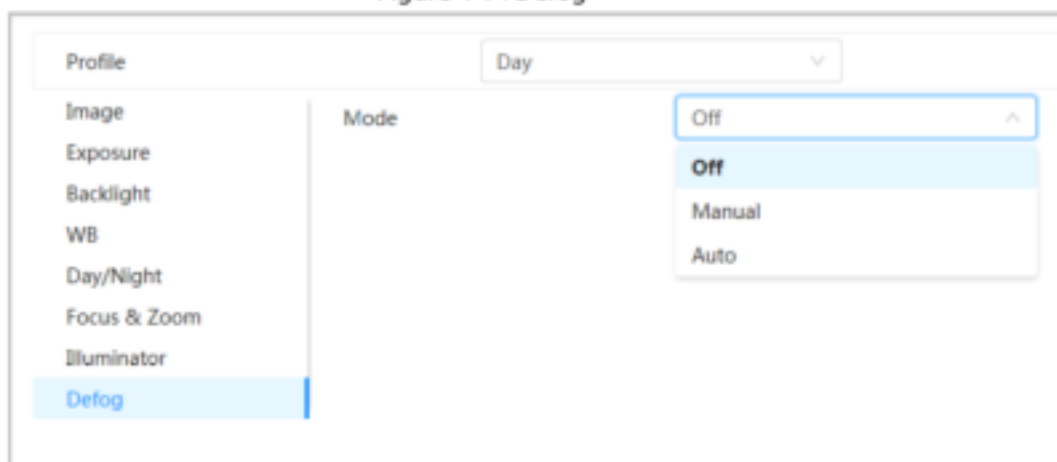 Profile Day
Image
Mode Off
Exposure
Off
Backlight
Manual
WB
Auto
Day/Night
Focus & Zoom
Illuminator
Defog